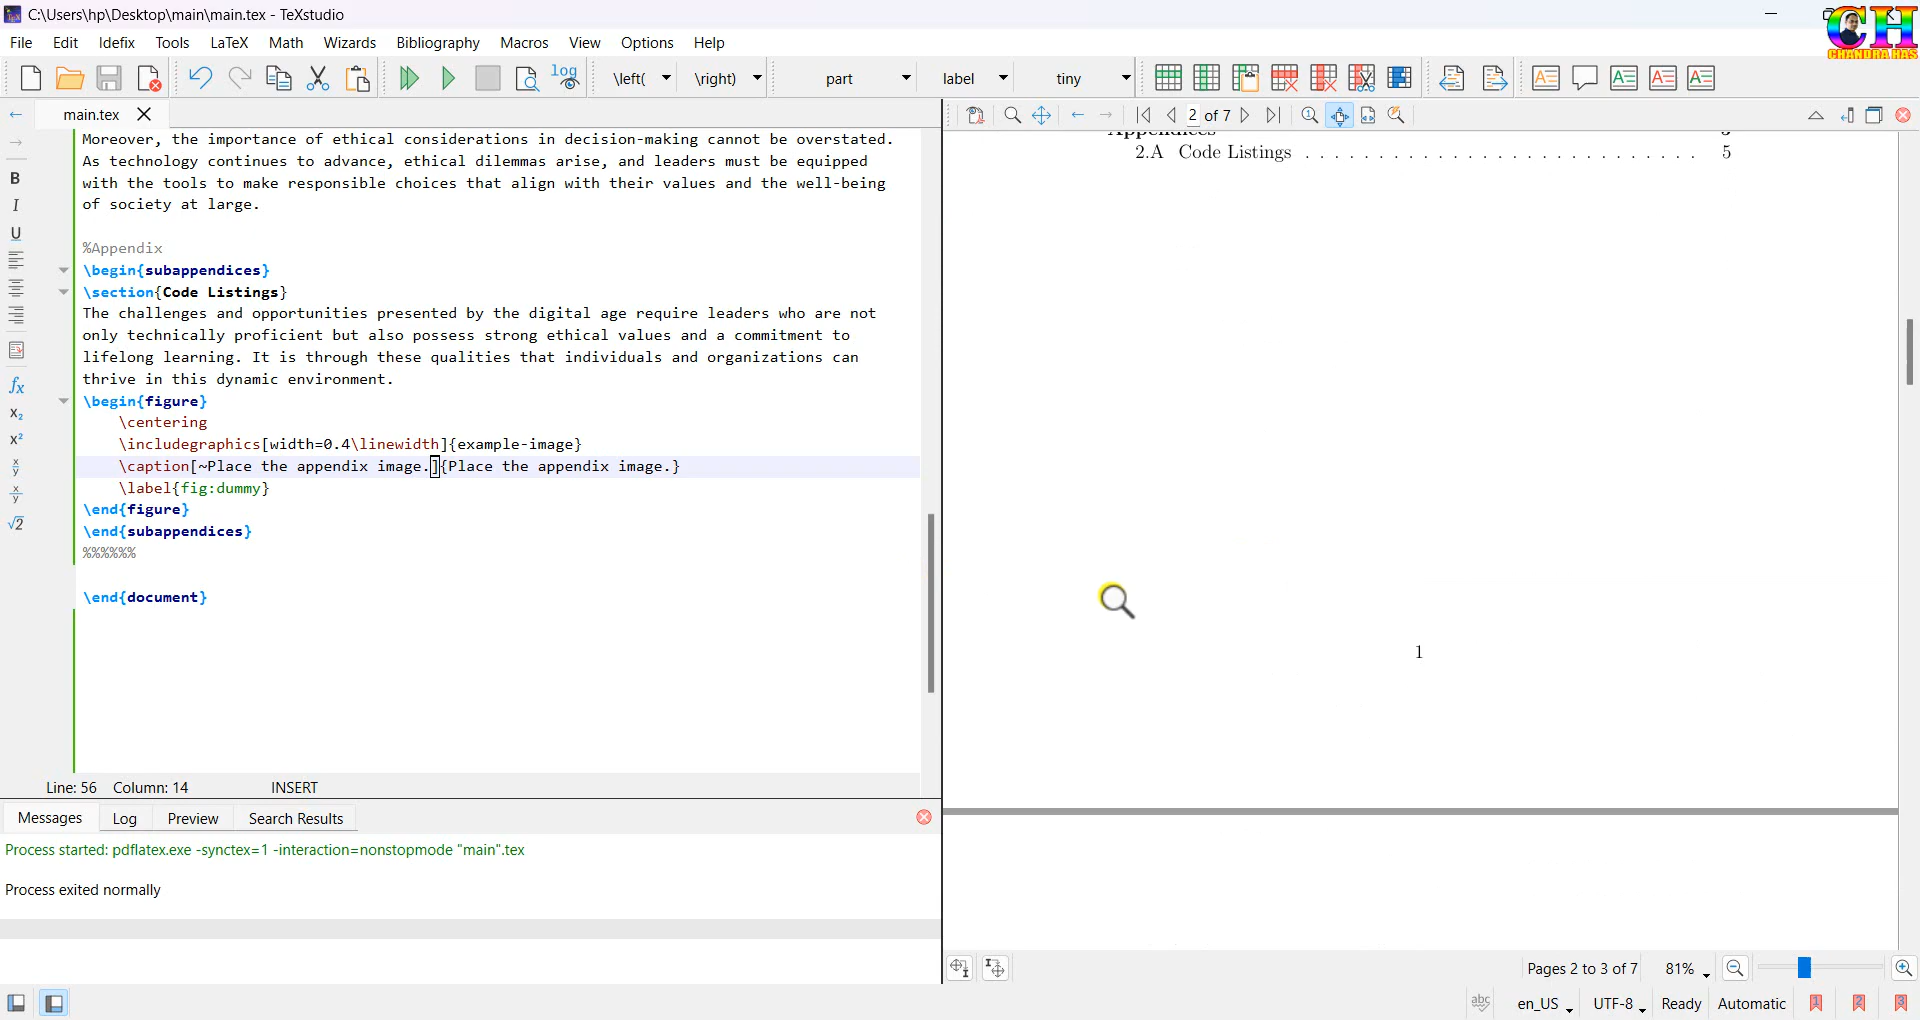 C:\Users\hp\Desktop\main\main.tex - TeXstudio
CHANDRA HAS
File Edit Idefix Tools LaTeX Math Wizards Bibliography Macros View Options Help
log \left( \right) part label tiny
main.tex
2 of 7
Moreover, the importance of ethical considerations in decision-making cannot be overstated.
As technology continues to advance, ethical dilemmas arise, and leaders must be equipped
with the tools to make responsible choices that align with their values and the well-being
of society at large.
%Appendix
\begin{subappendices}
\section{Code Listings}
The challenges and opportunities presented by the digital age require leaders who are not
only technically proficient but also possess strong ethical values and a commitment to
lifelong learning. It is through these qualities that individuals and organizations can
thrive in this dynamic environment.
\begin{figure}
\centering
\includegraphics[width=0.4\linewidth]{example-image}
\caption[~Place the appendix image.]{Place the appendix image.}
\label{fig:dummy}
\end{figure}
\end{subappendices}
%%%%%%
\end{document}
Line: 56 Column: 14 INSERT
Messages Log Preview Search Results
Process started: pdflatex.exe -synctex=1 -interaction=nonstopmode "main".tex
Process exited normally
Appendices 5
2.A Code Listings . . . . . . . . . . . . . . . . . . . . . . . . . . . 5
1
Pages 2 to 3 of 7 81%
en_US UTF-8 Ready Automatic